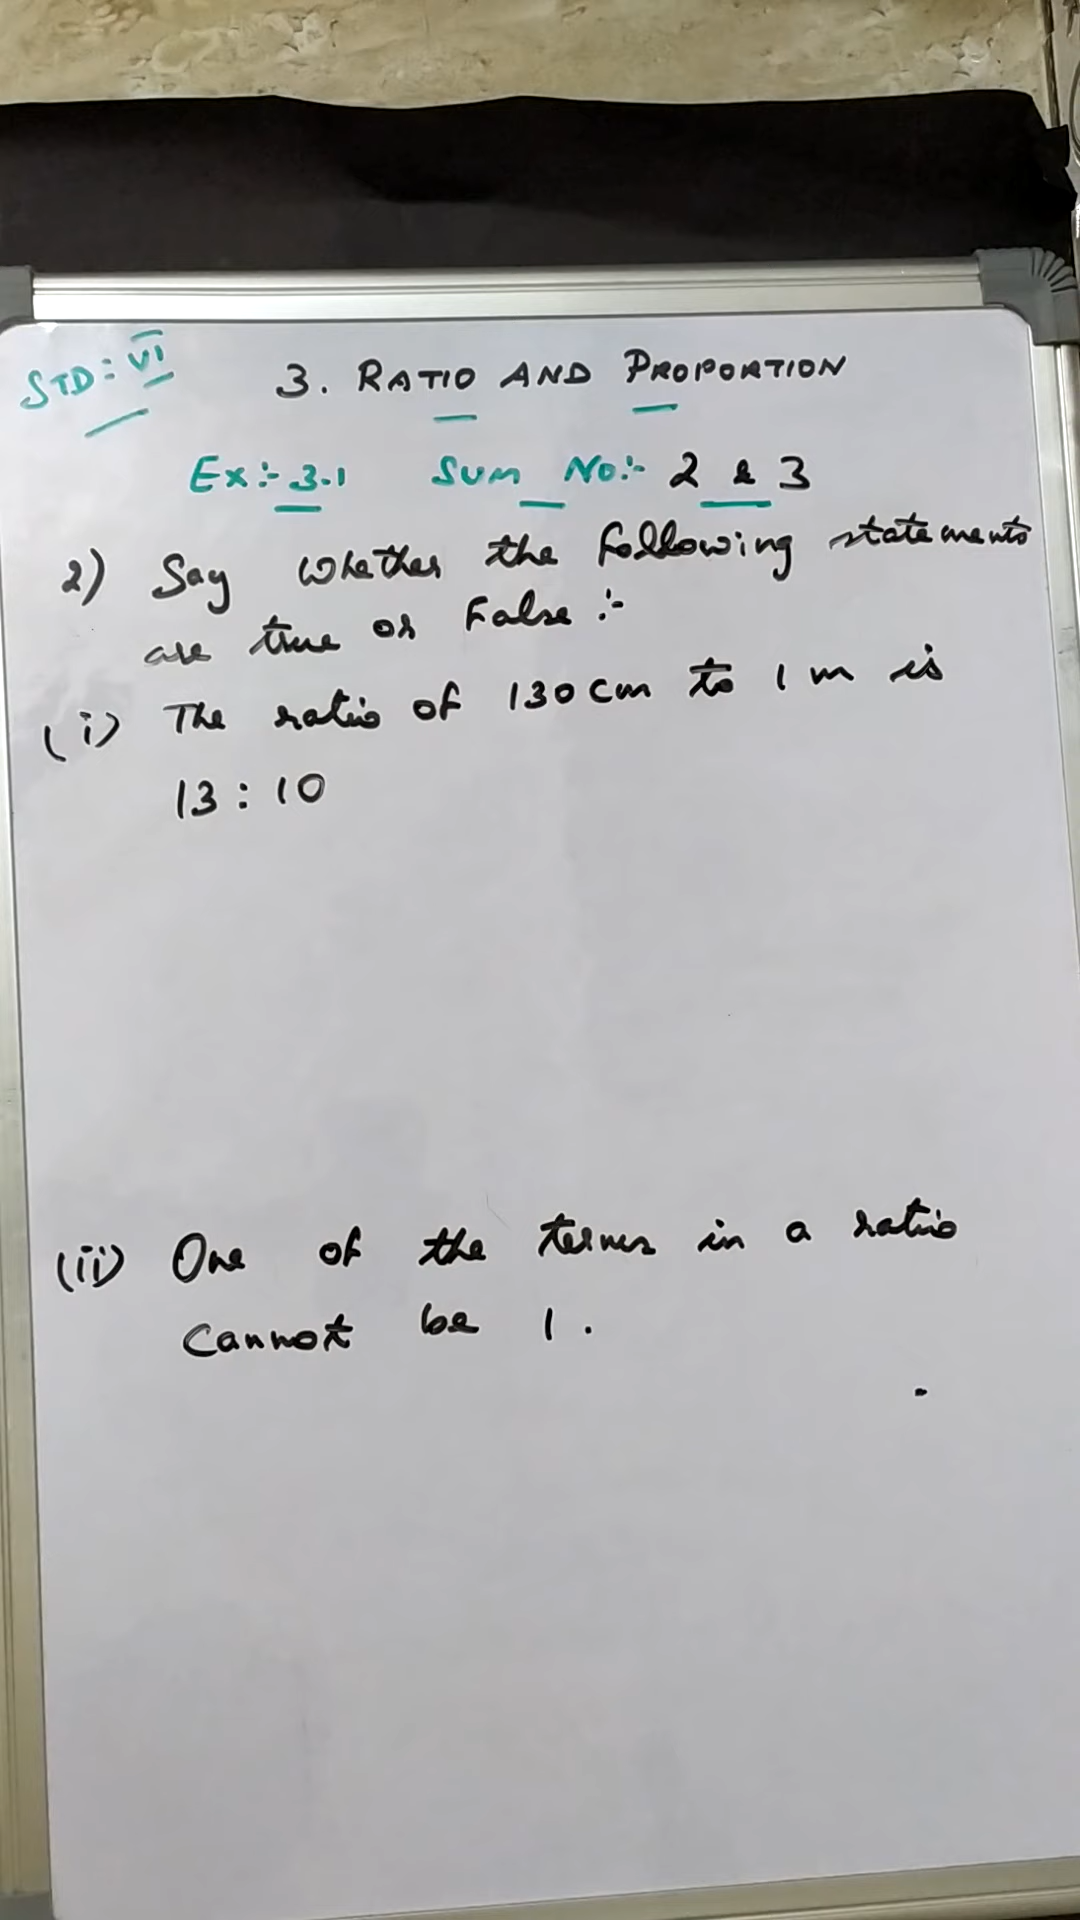 STD: VI
3. RATIO AND PROPORTION
Ex:- 3.1 SUM NO:- 2 & 3
2) Say whether the following statements
are true or False :-
(i) The ratio of 130 cm to 1 m is
13 : 10
(ii) One of the terms in a ratio
Cannot be 1 .